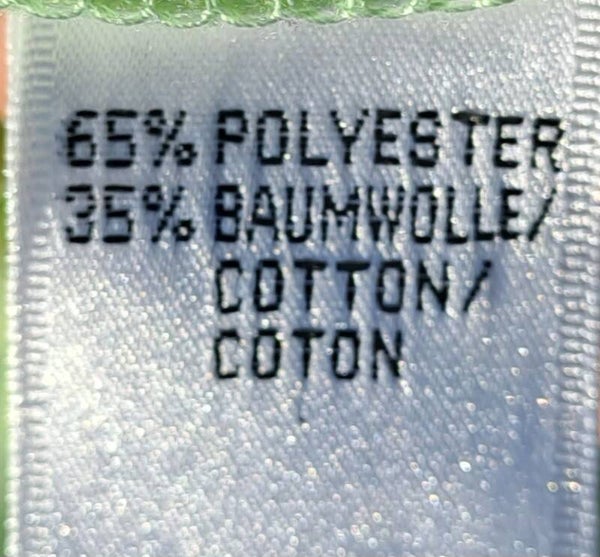 65% POLYESTER
35% BAUMWOLLE/
COTTON/
COTON